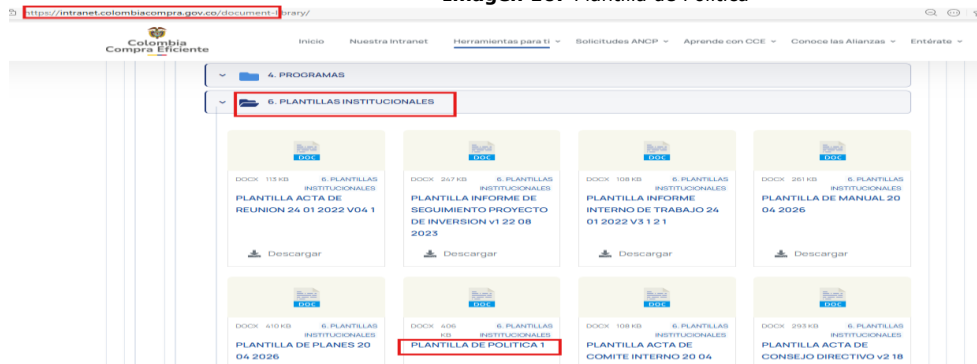 Imagen 10. Plantilla de Política
https://intranet.colombiacompra.gov.co/document-library/
Colombia
Compra Eficiente
Inicio Nuestra Intranet Herramientas para ti Solicitudes ANCP Aprende con CCE Conoce las Alianzas Entérate
4. PROGRAMAS
6. PLANTILLAS INSTITUCIONALES
DOC DOC DOC DOC
DOCX 113 KB 6. PLANTILLAS INSTITUCIONALES
PLANTILLA ACTA DE
REUNION 24 01 2022 V04 1
Descargar
DOCX 247 KB 6. PLANTILLAS INSTITUCIONALES
PLANTILLA INFORME DE
SEGUIMIENTO PROYECTO
DE INVERSION v1 22 08
2023
Descargar
DOCX 108 KB 6. PLANTILLAS INSTITUCIONALES
PLANTILLA INFORME
INTERNO DE TRABAJO 24
01 2022 V3 1 2 1
Descargar
DOCX 261 KB 6. PLANTILLAS INSTITUCIONALES
PLANTILLA DE MANUAL 20
04 2026
Descargar
DOC DOC DOC DOC
DOCX 410 KB 6. PLANTILLAS INSTITUCIONALES
PLANTILLA DE PLANES 20
04 2026
DOCX 406 KB 6. PLANTILLAS INSTITUCIONALES
PLANTILLA DE POLITICA 1
DOCX 108 KB 6. PLANTILLAS INSTITUCIONALES
PLANTILLA ACTA DE
COMITE INTERNO 20 04
DOCX 293 KB 6. PLANTILLAS INSTITUCIONALES
PLANTILLA ACTA DE
CONSEJO DIRECTIVO v2 18